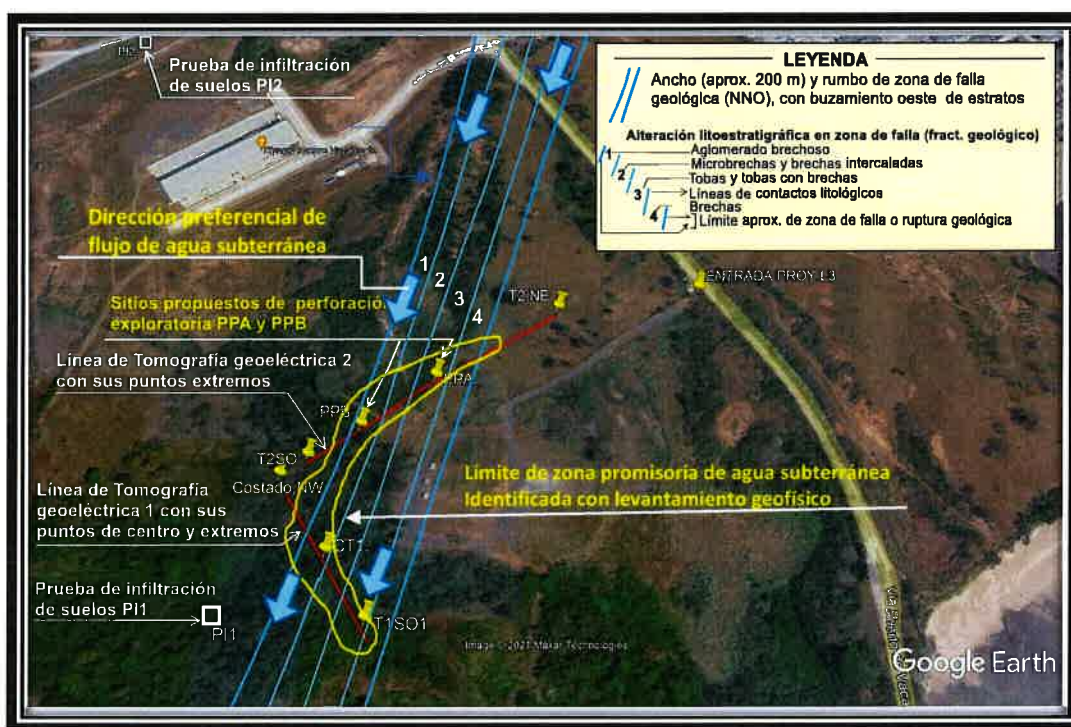 PI2
Prueba de infiltración
de suelos PI2
LEYENDA
Ancho (aprox. 200 m) y rumbo de zona de falla
geológica (NNO), con buzamiento oeste de estratos
Alteración litoestratigráfica en zona de falla (fract. geológico)
1
Aglomerado brechoso
2
Microbrechas y brechas intercaladas
3
Tobas y tobas con brechas
Líneas de contactos litológicos
Brechas
4
Límite aprox. de zona de falla o ruptura geológica
Dirección preferencial de
flujo de agua subterránea
1
2
3
4
ENTRADA PROY L3
T2 NE
Sitios propuestos de perforación
exploratoria PPA y PPB
Línea de Tomografía geoeléctrica 2
con sus puntos extremos
PPA
PPB
T2SO
Costado NW
Límite de zona promisoria de agua subterránea
Identificada con levantamiento geofísico
Línea de Tomografía
geoeléctrica 1 con sus
puntos de centro y extremos
CT1
Prueba de infiltración
de suelos PI1
PI1
T1SO1
Image © 2021 Maxar Technologies
Google Earth